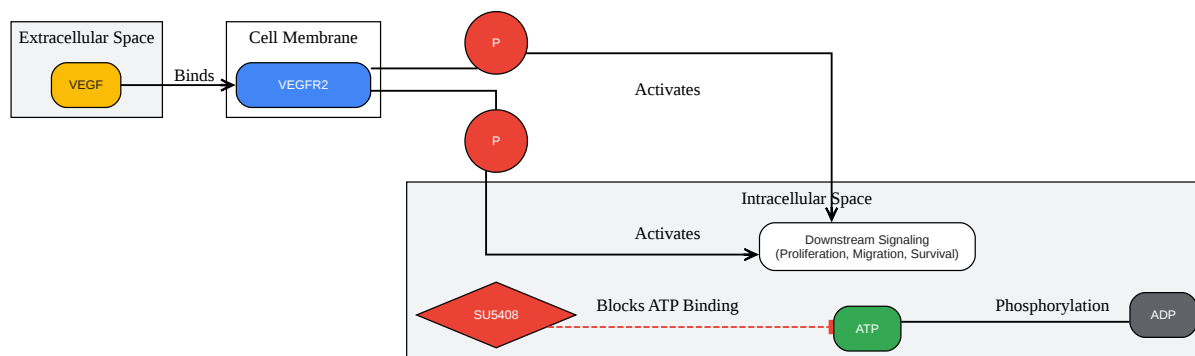 Extracellular Space
VEGF
Binds
Cell Membrane
VEGFR2
P
P
Activates
Intracellular Space
Activates
Downstream Signaling
(Proliferation, Migration, Survival)
SU5408
Blocks ATP Binding
ATP
Phosphorylation
ADP